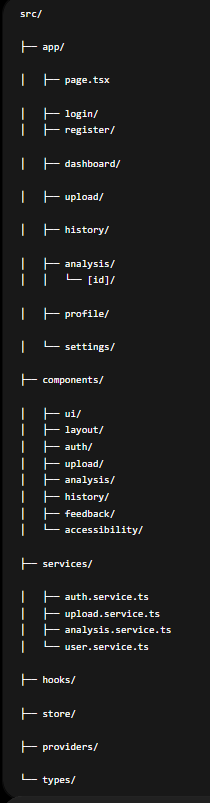 src/
├── app/
│   ├── page.tsx
│   ├── login/
│   ├── register/
│   ├── dashboard/
│   ├── upload/
│   ├── history/
│   ├── analysis/
│   │   └── [id]/
│   ├── profile/
│   └── settings/
├── components/
│   ├── ui/
│   ├── layout/
│   ├── auth/
│   ├── upload/
│   ├── analysis/
│   ├── history/
│   ├── feedback/
│   └── accessibility/
├── services/
│   ├── auth.service.ts
│   ├── upload.service.ts
│   ├── analysis.service.ts
│   └── user.service.ts
├── hooks/
├── store/
├── providers/
└── types/